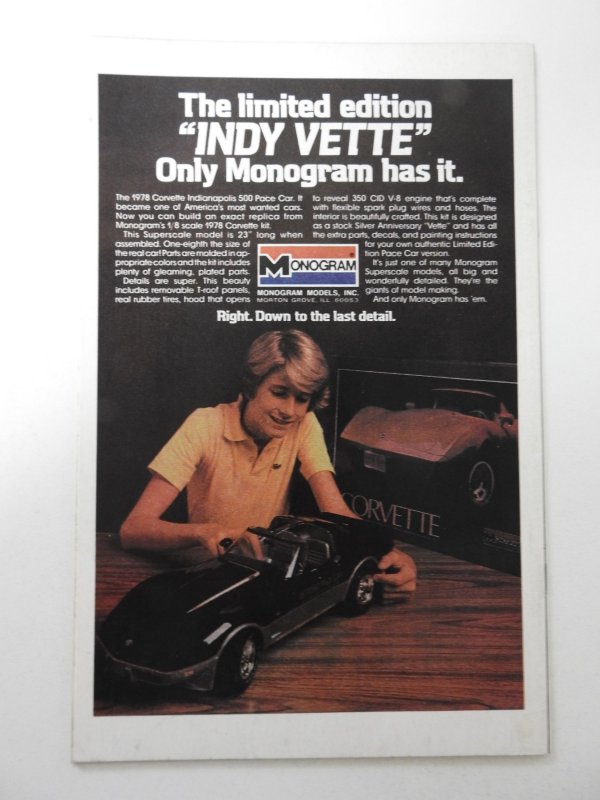 The limited edition
"INDY VETTE"
Only Monogram has it.
The 1978 Corvette Indianapolis 500 Pace Car. It
became one of America's most wanted cars.
Now you can build an exact replica from
Monogram's 1/8 scale 1978 Corvette kit.
This Superscale model is 23" long when
assembled. One-eighth the size of
the real car! Parts are molded in ap-
propriate colors and the kit includes
plenty of gleaming, plated parts.
Details are super. This beauty
includes removable T-roof panels,
real rubber tires, hood that opens
to reveal 350 CID V-8 engine that's complete
with flexible spark plug wires and hoses. The
interior is beautifully crafted. This kit is designed
as a stock Silver Anniversary "Vette" and has all
the extra parts, decals, and painting instructions
for your own authentic Limited Edi-
tion Pace Car version.
It's just one of many Monogram
Superscale models, all big and
wonderfully detailed. They're the
giants of model making.
And only Monogram has 'em.
MONOGRAM
MONOGRAM MODELS, INC.
MORTON GROVE, ILL. 60053
Right. Down to the last detail.
CORVETTE